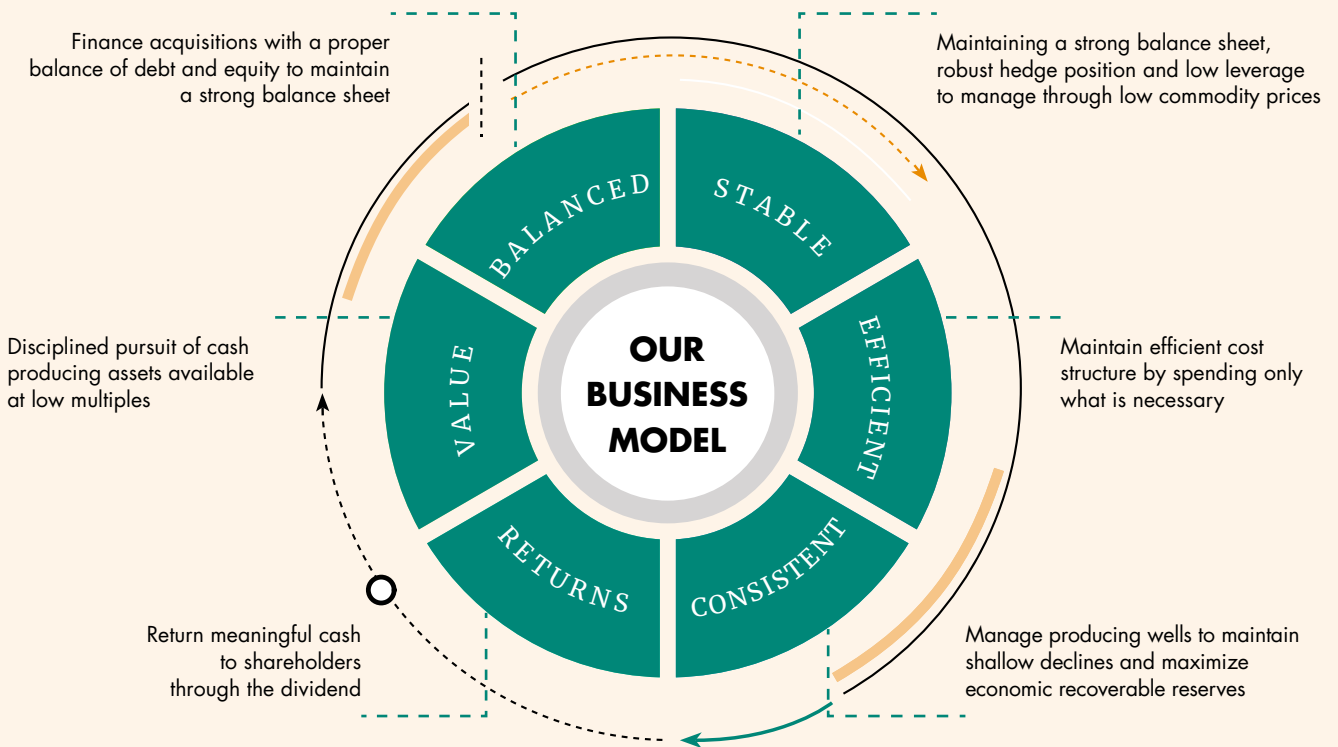 Finance acquisitions with a proper
balance of debt and equity to maintain
a strong balance sheet
Maintaining a strong balance sheet,
robust hedge position and low leverage
to manage through low commodity prices
BALANCED
STABLE
Disciplined pursuit of cash
producing assets available
at low multiples
VALUE
OUR
BUSINESS
MODEL
EFFICIENT
Maintain efficient cost
structure by spending only
what is necessary
RETURNS
CONSISTENT
Return meaningful cash
to shareholders
through the dividend
Manage producing wells to maintain
shallow declines and maximize
economic recoverable reserves